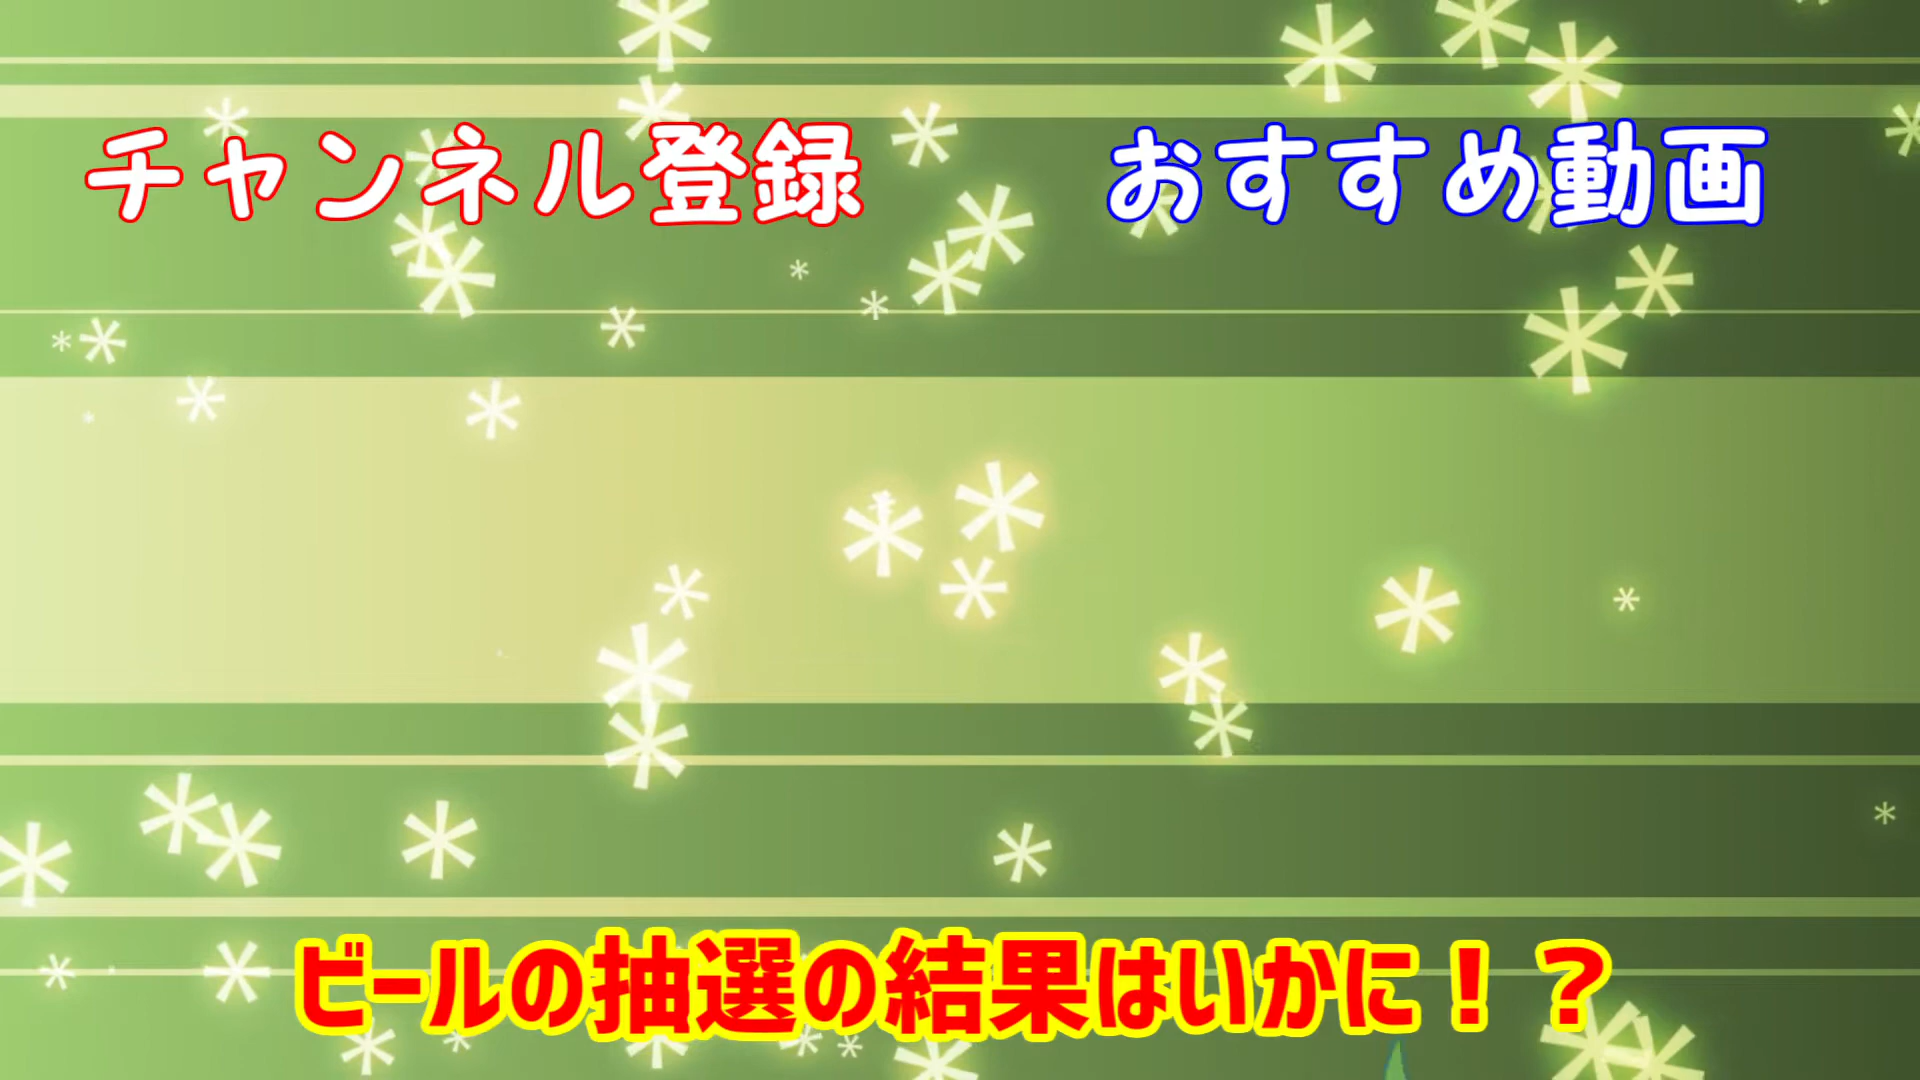 チャンネル登録
おすすめ動画
ビールの抽選の結果はいかに！？